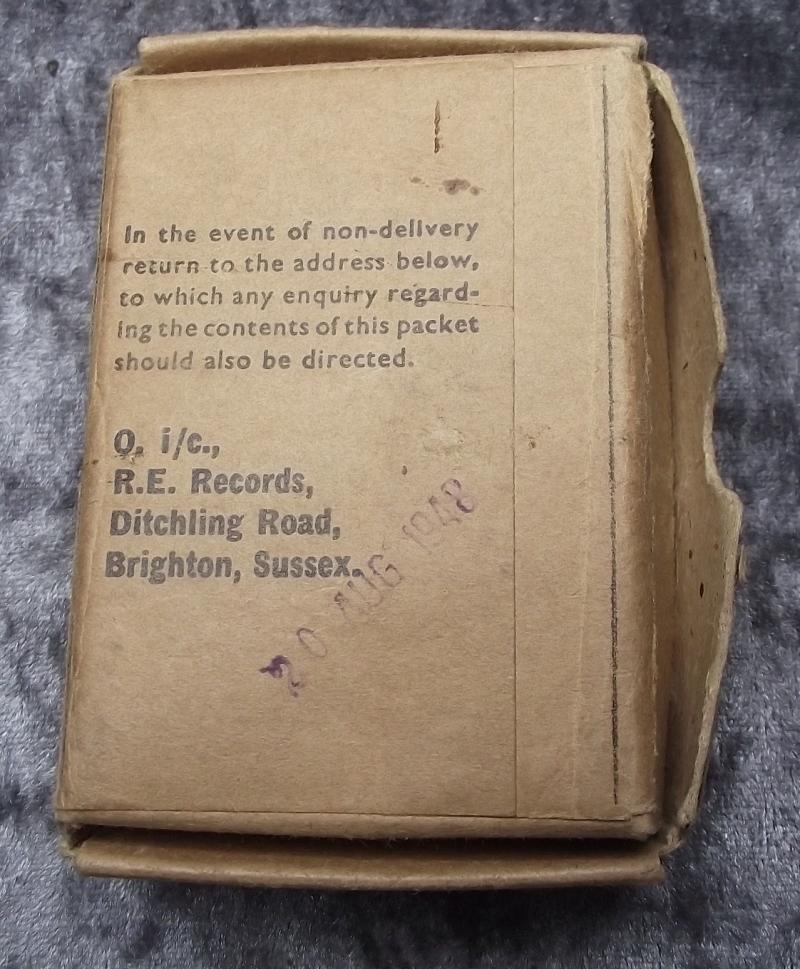 In the event of non-delivery
return to the address below,
to which any enquiry regard-
ing the contents of this packet
should also be directed.
O. i/c.,
R.E. Records,
Ditchling Road,
Brighton, Sussex.
20 AUG 1948